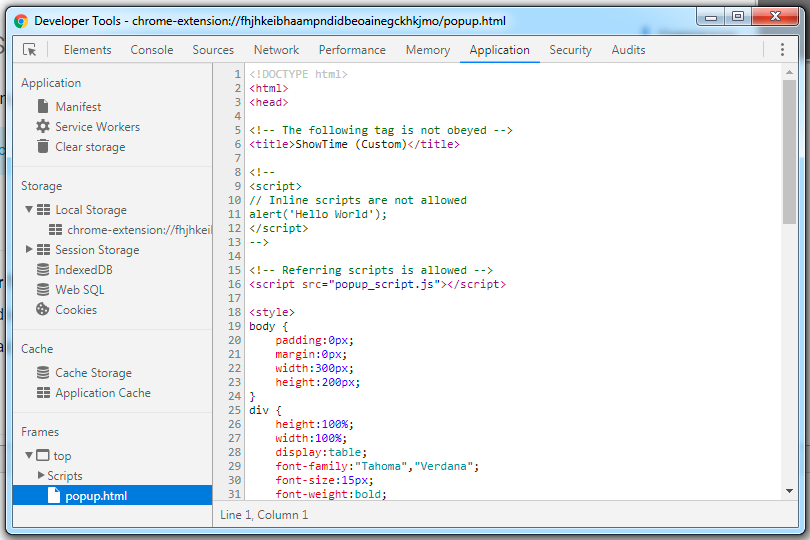 Developer Tools - chrome-extension://fhjhkeibhaampndidbeoainegckhkjmo/popup.html
Elements Console Sources Network Performance Memory Application Security Audits
Application
Manifest
Service Workers
Clear storage
Storage
Local Storage
chrome-extension://fhjhkei
Session Storage
IndexedDB
Web SQL
Cookies
Cache
Cache Storage
Application Cache
Frames
top
Scripts
popup.html
1 <!DOCTYPE html>
2 <html>
3 <head>
4
5 <!-- The following tag is not obeyed -->
6 <title>ShowTime (Custom)</title>
7
8 <!--
9 <script>
10 // Inline scripts are not allowed
11 alert('Hello World');
12 </script>
13 -->
14
15 <!-- Referring scripts is allowed -->
16 <script src="popup_script.js"></script>
17
18 <style>
19 body {
20 padding:0px;
21 margin:0px;
22 width:300px;
23 height:200px;
24 }
25 div {
26 height:100%;
27 width:100%;
28 display:table;
29 font-family:"Tahoma","Verdana";
30 font-size:15px;
31 font-weight:bold;
Line 1, Column 1